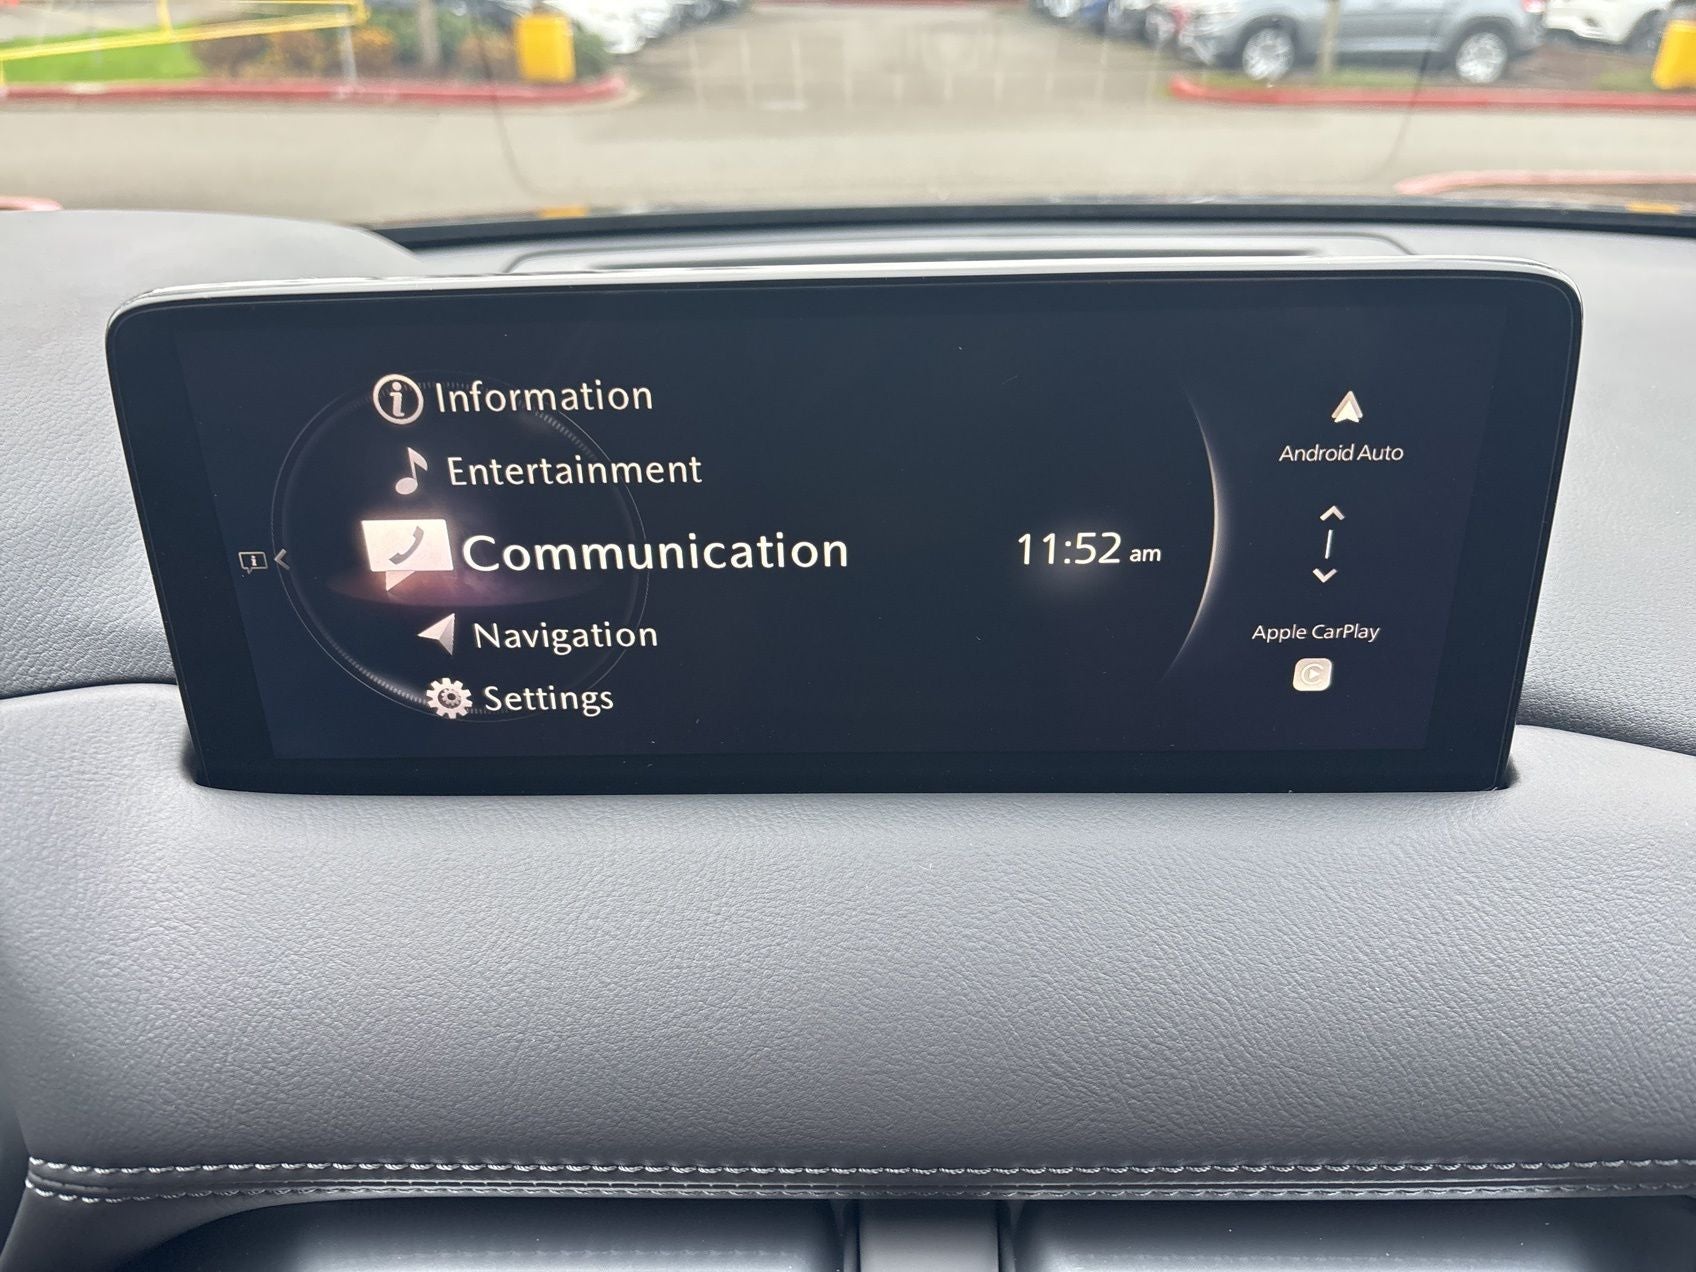 Information
Entertainment
Communication
Navigation
Settings
11:52 am
Android Auto
Apple CarPlay